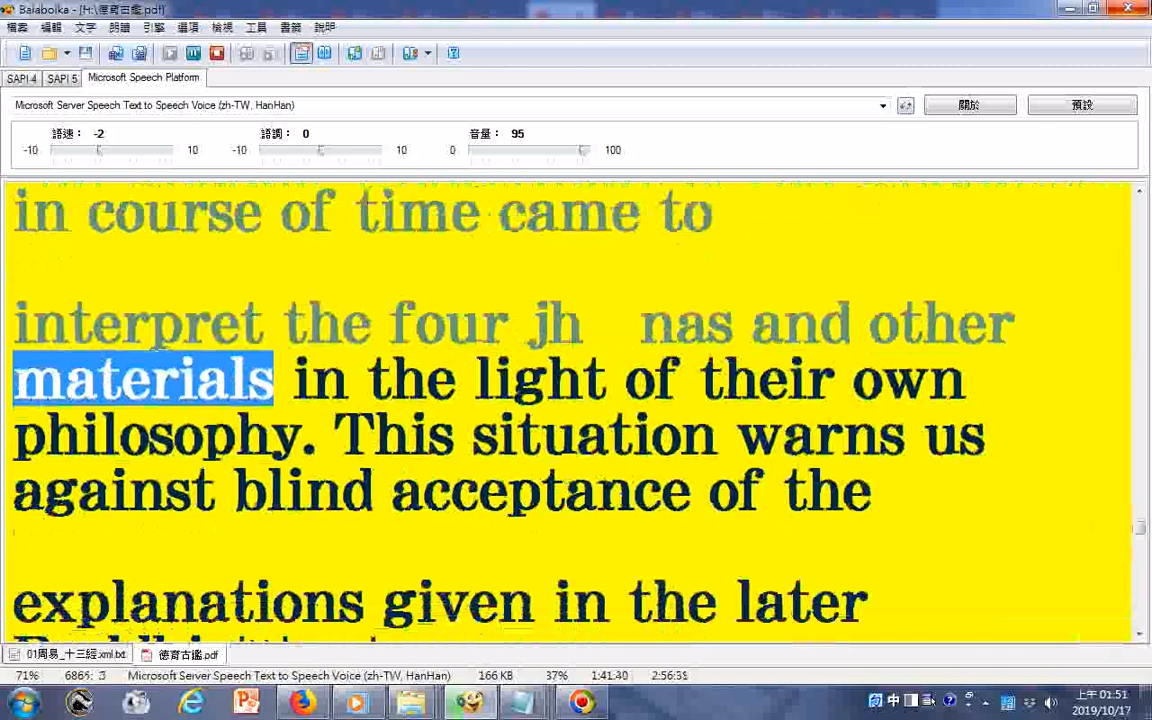 Balabolka - [H:\德育古鑑.pdf]
檔案 編輯 文字 朗讀 引擎 選項 檢視 工具 書籤 說明
SAPI 4 SAPI 5 Microsoft Speech Platform
Microsoft Server Speech Text to Speech Voice (zh-TW, HanHan) 關於 預設
語速： -2 語調： 0 音量： 95
-10 10 -10 10 0 100
in course of time came to
interpret the four jh nas and other
materials in the light of their own
philosophy. This situation warns us
against blind acceptance of the
explanations given in the later
01周易_十三經.xml.txt 德育古鑑.pdf
71% Microsoft Server Speech Text to Speech Voice (zh-TW, HanHan) 166 KB 37% 1:41:40 2:56:38
中 上午 01:51
2019/10/17